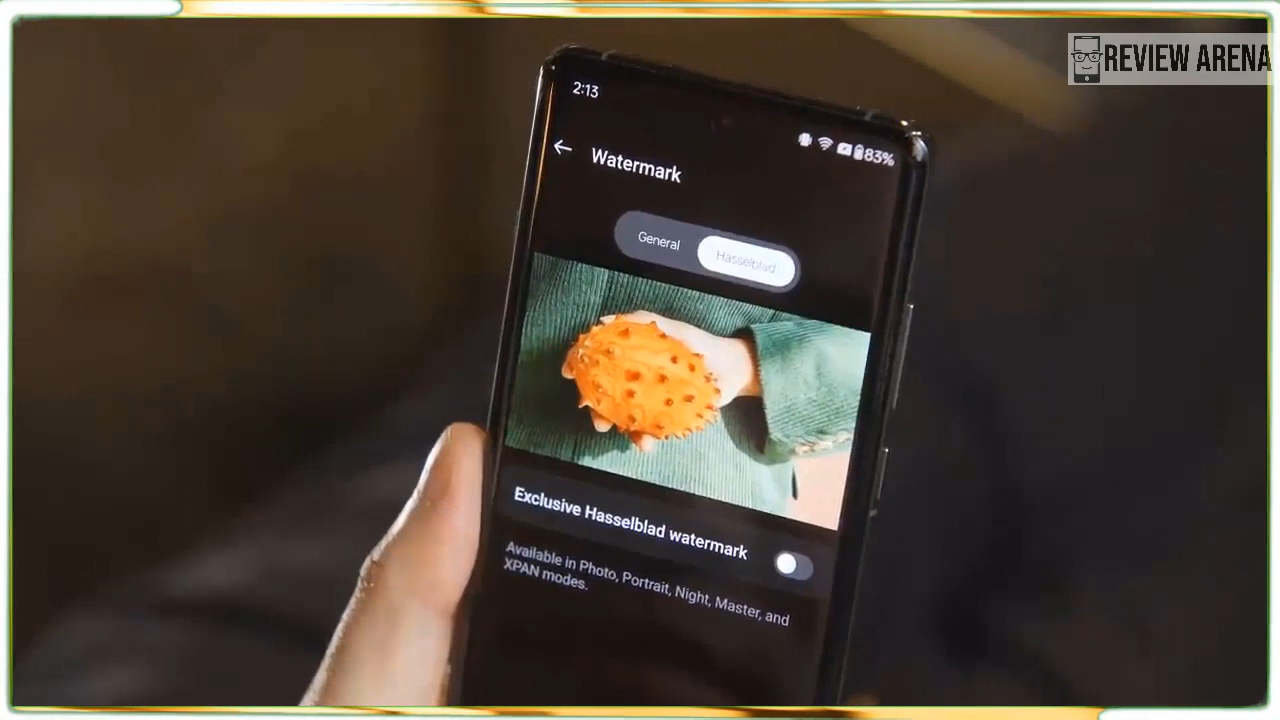 REVIEW ARENA
2:13
83%
Watermark
General
Hasselblad
Exclusive Hasselblad watermark
Available in Photo, Portrait, Night, Master, and
XPAN modes.